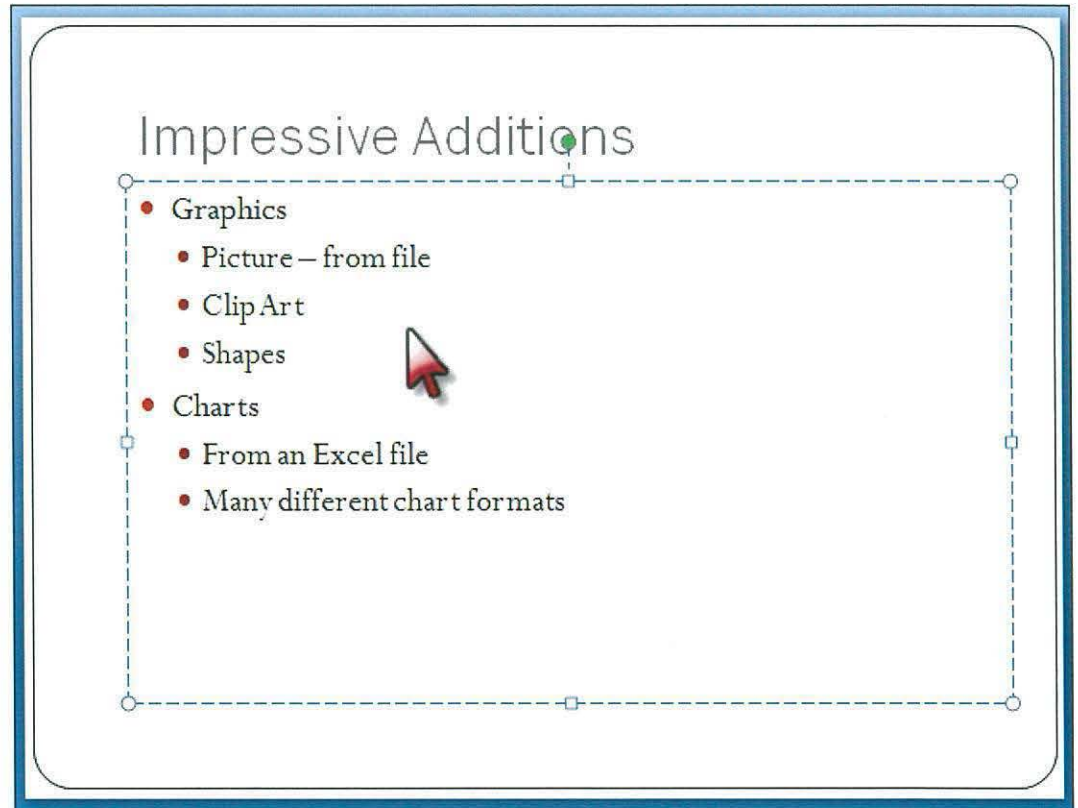 Impressive Additions
• Graphics
• Picture – from file
• Clip Art
• Shapes
• Charts
• From an Excel file
• Many different chart formats